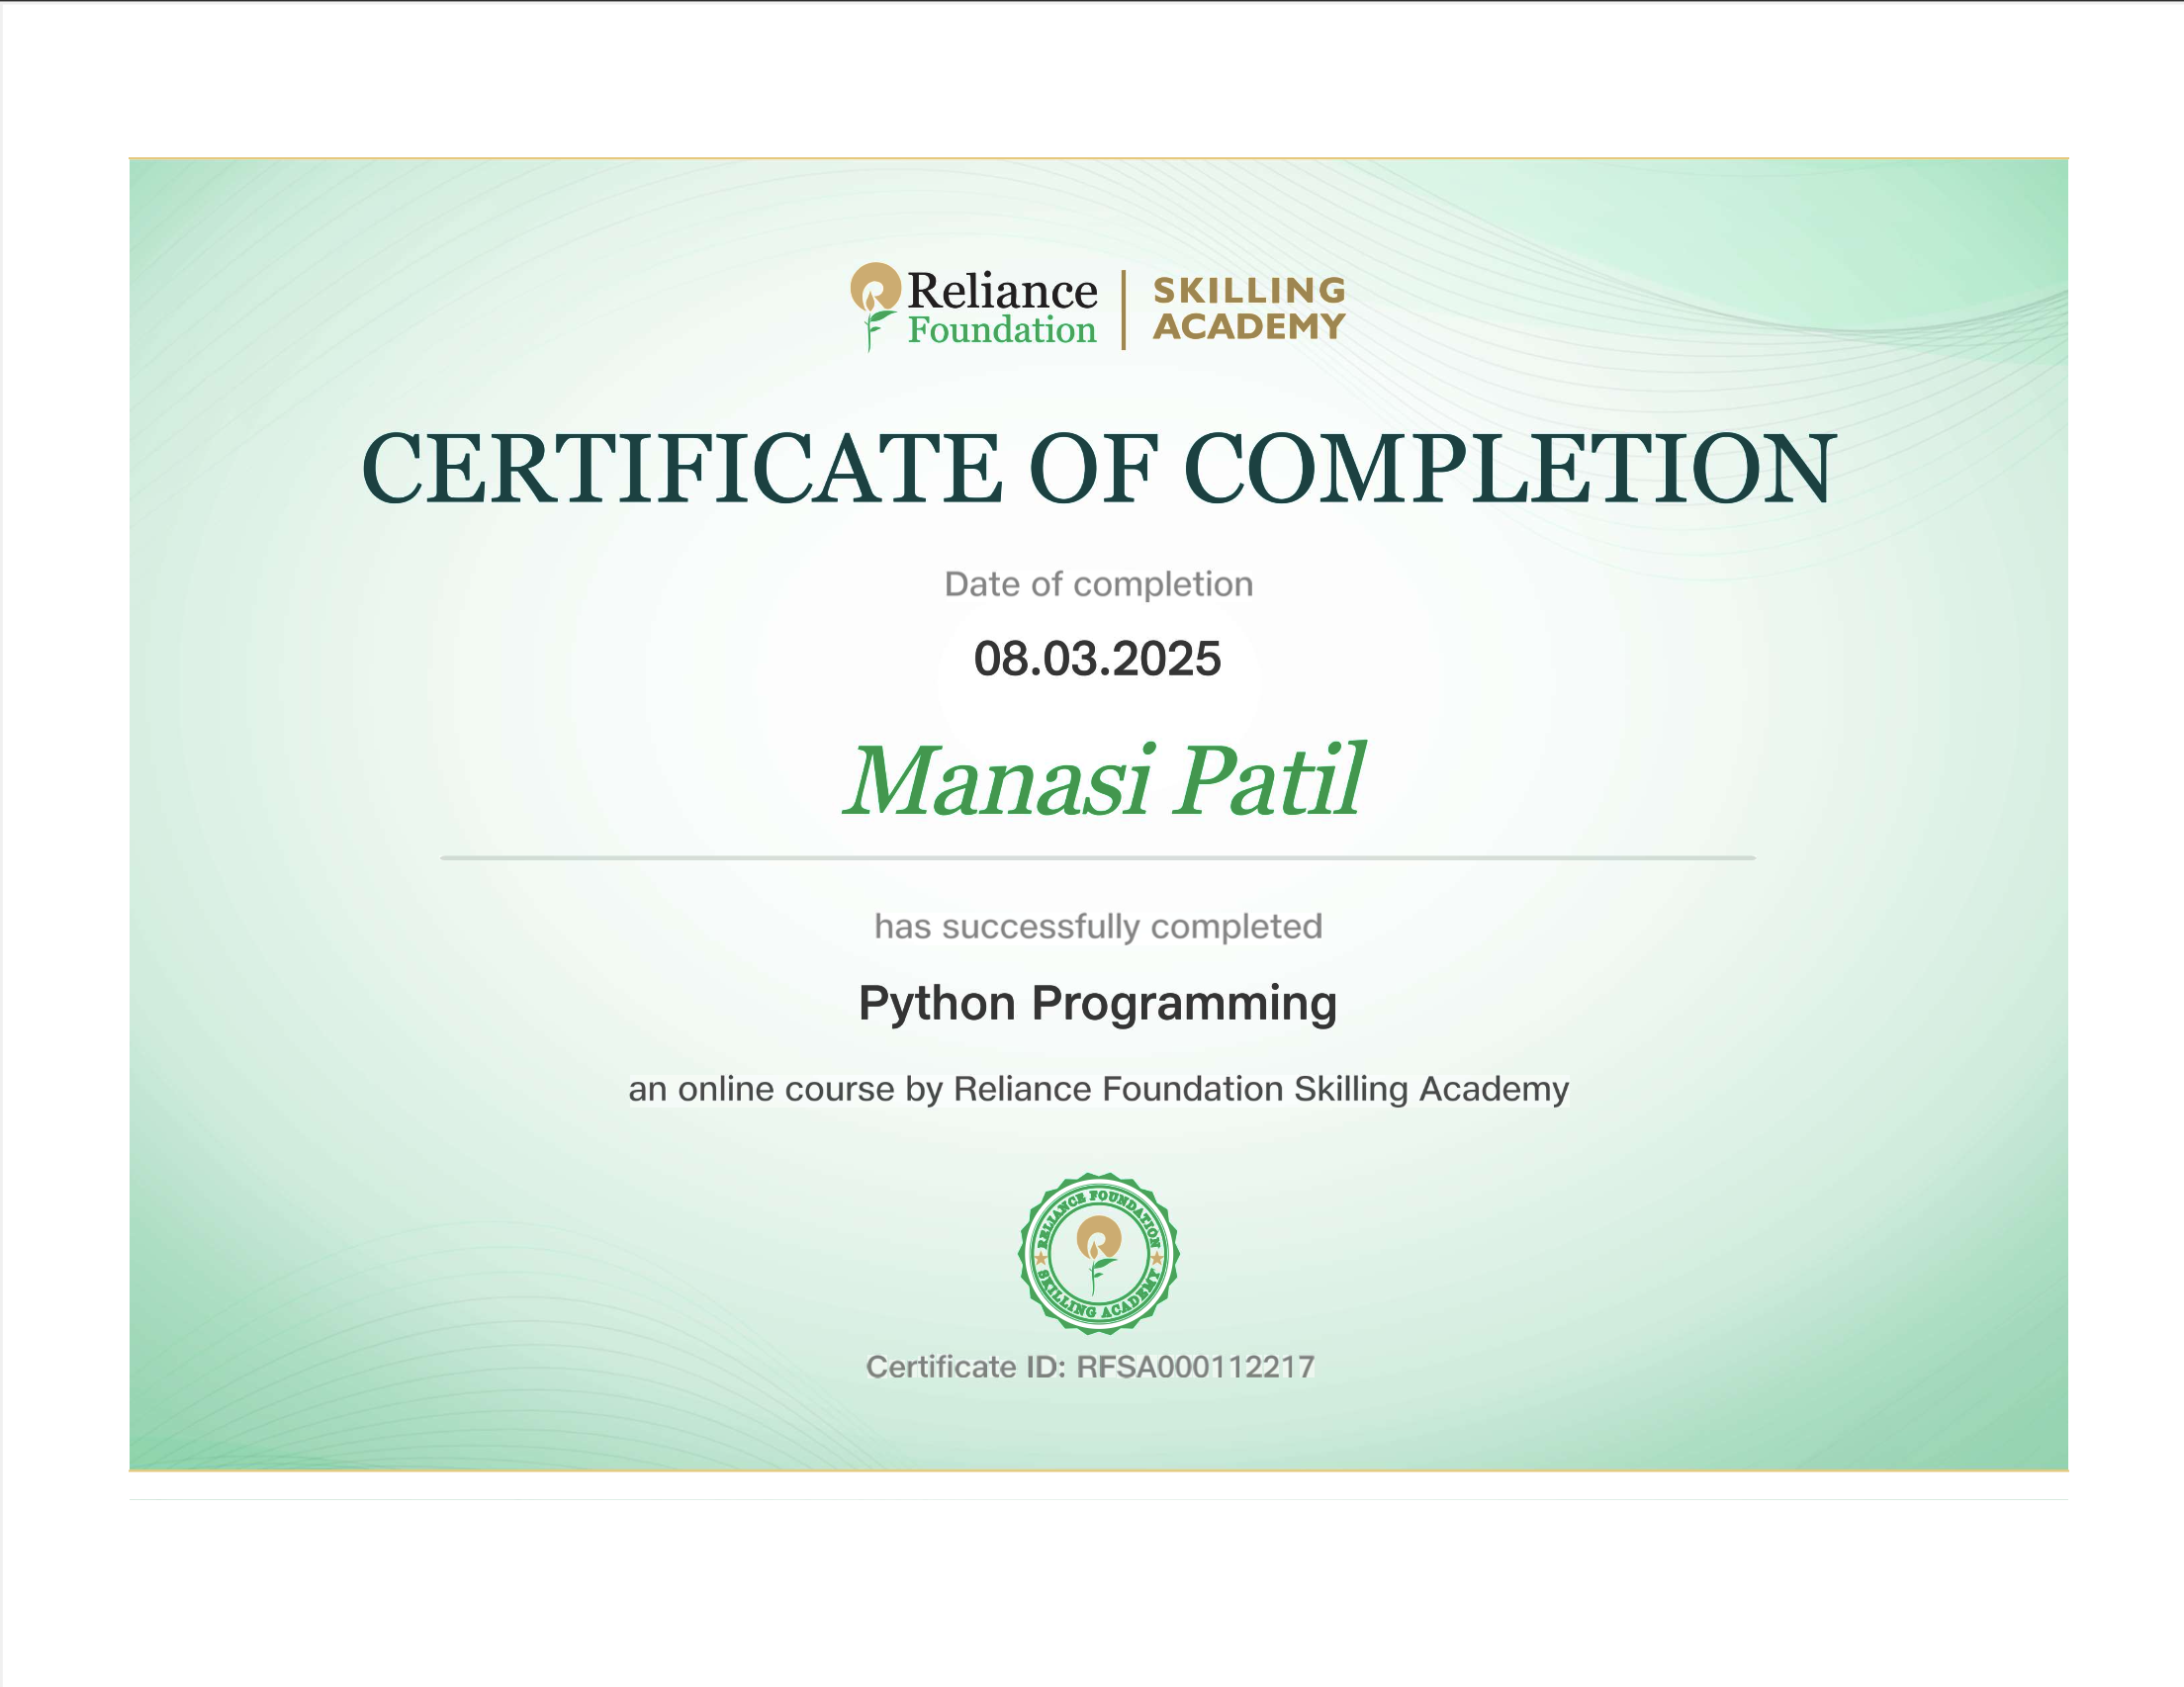 Reliance
Foundation
SKILLING
ACADEMY
CERTIFICATE OF COMPLETION
Date of completion
08.03.2025
Manasi Patil
has successfully completed
Python Programming
an online course by Reliance Foundation Skilling Academy
RELIANCE FOUNDATION
SKILLING ACADEMY
Certificate ID: RFSA000112217